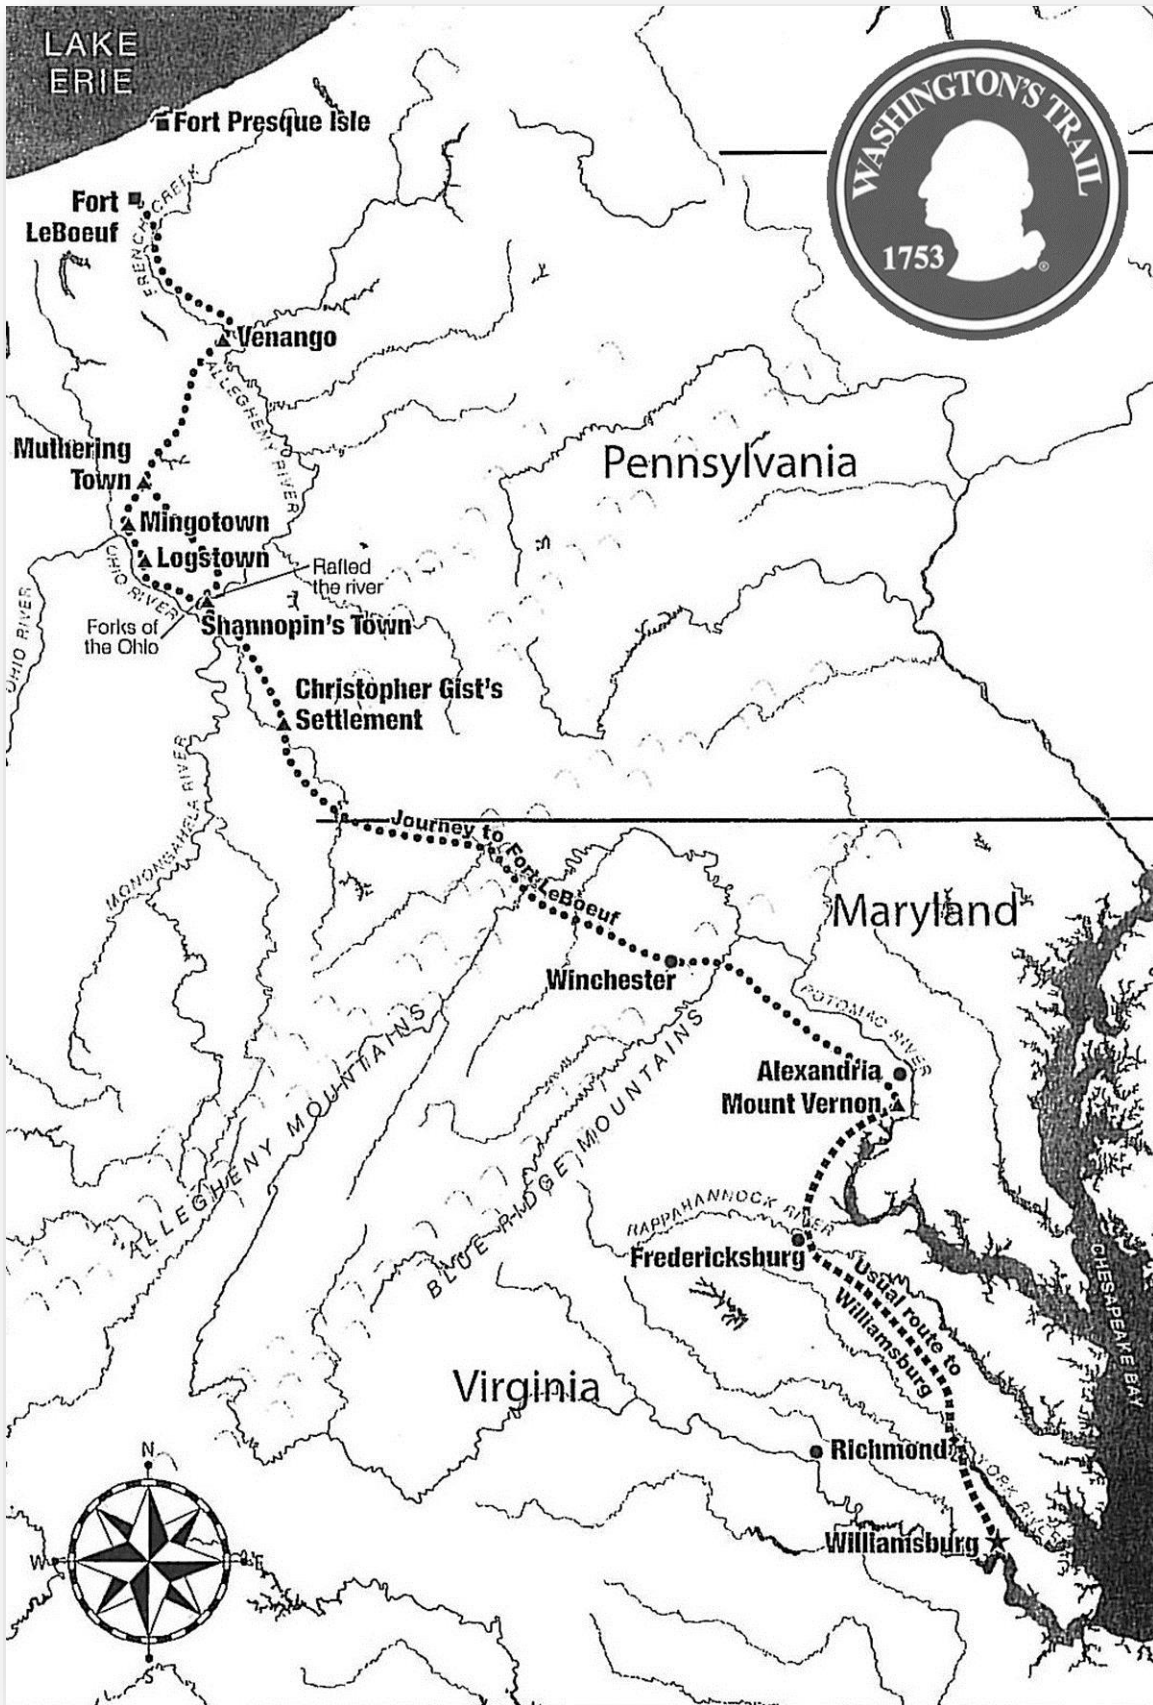 LAKE
ERIE
Fort Presque Isle
WASHINGTON'S TRAIL
1753
®
Fort
LeBoeuf
FRENCH CREEK
Venango
ALLEGHENY RIVER
Muthering
Town
Pennsylvania
Mingotown
Logstown
OHIO RIVER
Rafted
the river
OHIO RIVER
Forks of
the Ohio
Shannopin's Town
Christopher Gist's
Settlement
MONONGAHELA RIVER
Journey to Fort LeBoeuf
Maryland
Winchester
POTOMAC RIVER
ALLEGHENY MOUNTAINS
BLUE RIDGE MOUNTAINS
Alexandria
Mount Vernon
RAPPAHANNOCK RIVER
Fredericksburg
Usual route to
Williamsburg
CHESAPEAKE BAY
Virginia
Richmond
YORK RIVER
Williamsburg
N
W
E
S